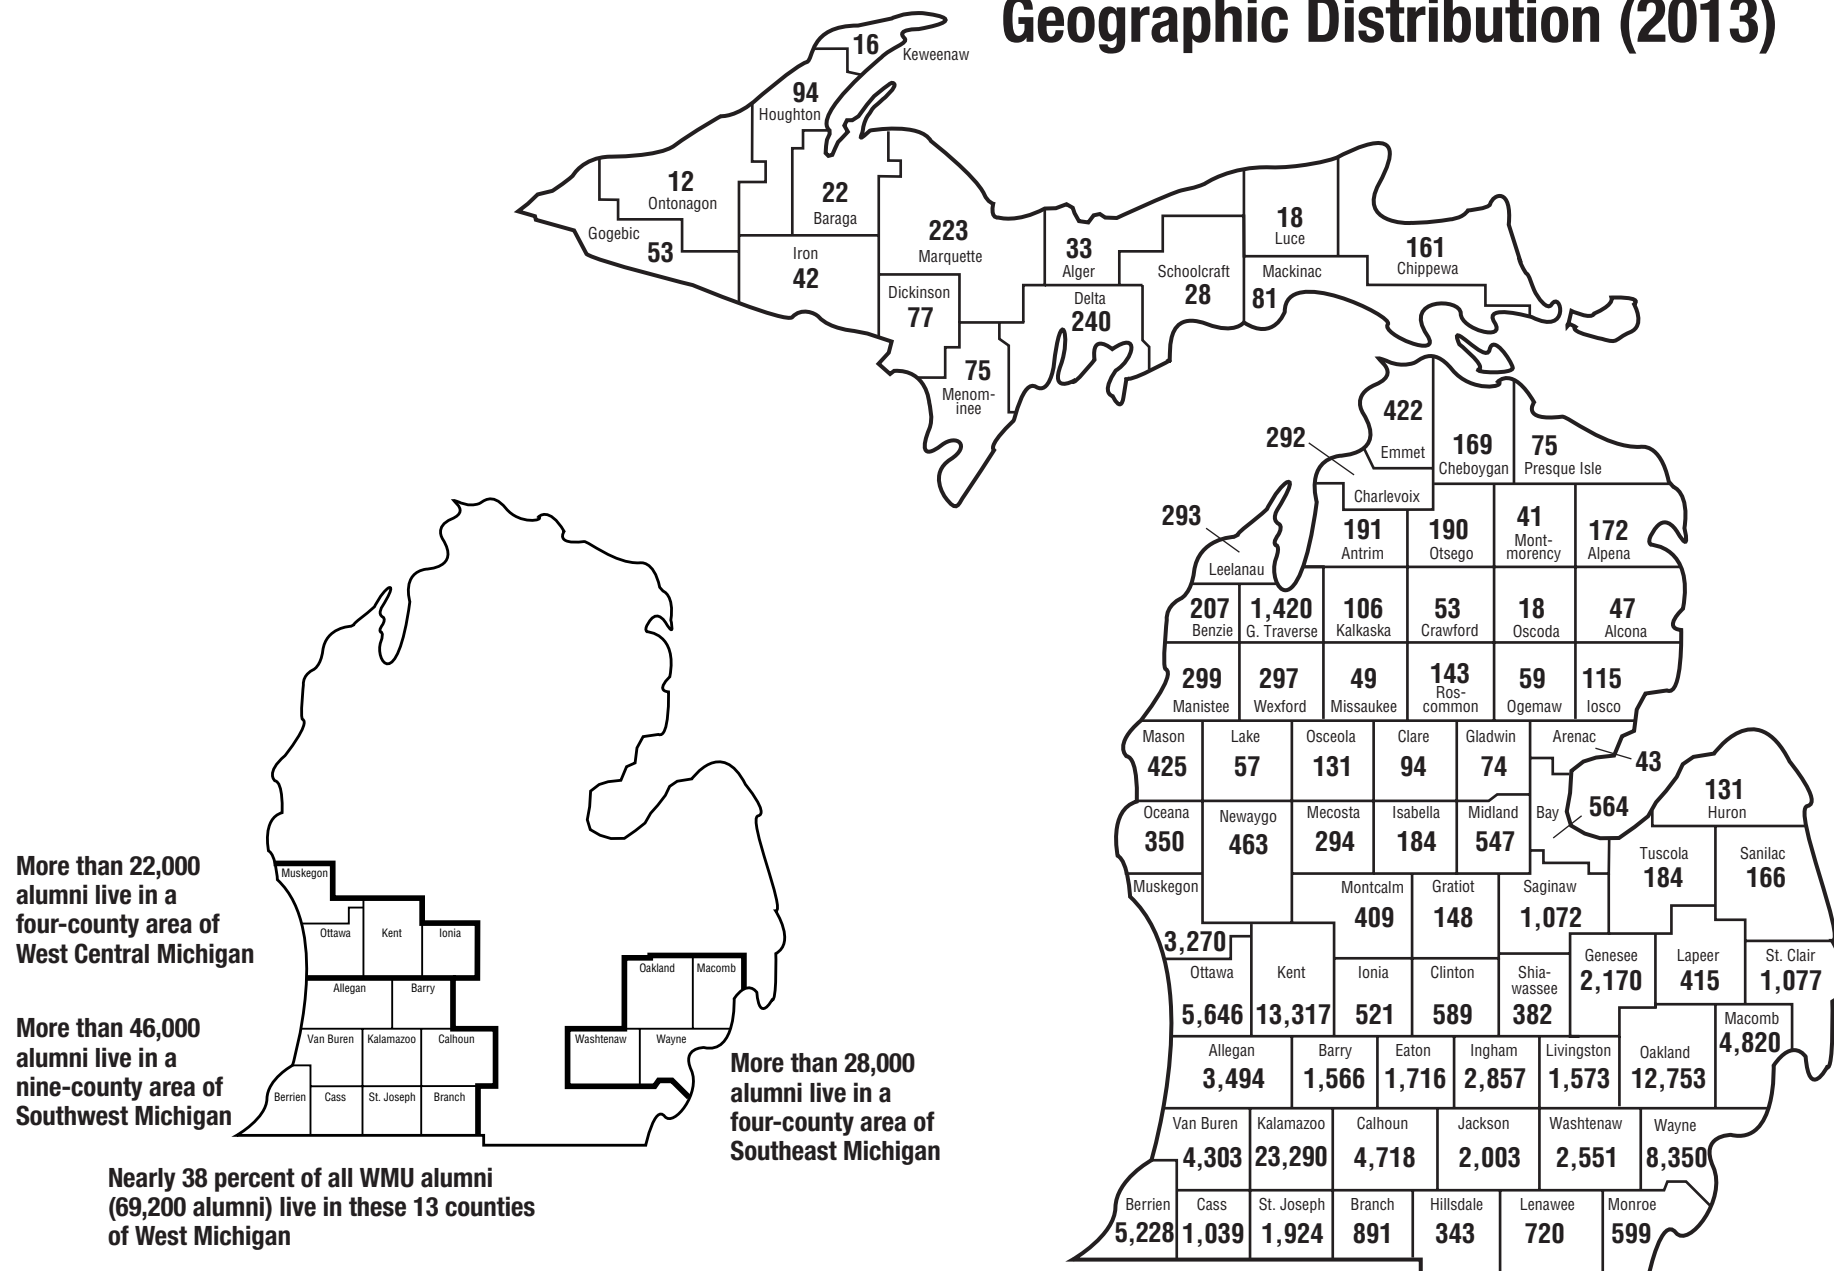 Geographic Distribution (2013)
16
Keweenaw
94
Houghton
12
Ontonagon
22
Baraga
Gogebic
53
Iron
42
223
Marquette
Dickinson
77
33
Alger
Delta
240
Schoolcraft
28
18
Luce
Mackinac
81
161
Chippewa
75
Menom-
inee
422
Emmet
169
Cheboygan
75
Presque Isle
292
Charlevoix
293
Leelanau
191
Antrim
190
Otsego
41
Mont-
morency
172
Alpena
207
Benzie
1,420
G. Traverse
106
Kalkaska
53
Crawford
18
Oscoda
47
Alcona
299
Manistee
297
Wexford
49
Missaukee
143
Ros-
common
59
Ogemaw
115
Iosco
Mason
425
Lake
57
Osceola
131
Clare
94
Gladwin
74
Arenac
43
Oceana
350
Newaygo
463
Mecosta
294
Isabella
184
Midland
547
Bay
564
131
Huron
Tuscola
184
Sanilac
166
Muskegon
3,270
Montcalm
409
Gratiot
148
Saginaw
1,072
Ottawa
5,646
Kent
13,317
Ionia
521
Clinton
589
Shia-
wassee
382
Genesee
2,170
Lapeer
415
St. Clair
1,077
Allegan
3,494
Barry
1,566
Eaton
1,716
Ingham
2,857
Livingston
1,573
Oakland
12,753
Macomb
4,820
Van Buren
4,303
Kalamazoo
23,290
Calhoun
4,718
Jackson
2,003
Washtenaw
2,551
Wayne
8,350
Berrien
5,228
Cass
1,039
St. Joseph
1,924
Branch
891
Hillsdale
343
Lenawee
720
Monroe
599
More than 22,000
alumni live in a
four-county area of
West Central Michigan
Muskegon
Ottawa
Kent
Ionia
More than 46,000
alumni live in a
nine-county area of
Southwest Michigan
Allegan
Barry
Van Buren
Kalamazoo
Calhoun
Berrien
Cass
St. Joseph
Branch
Oakland
Macomb
Washtenaw
Wayne
More than 28,000
alumni live in a
four-county area of
Southeast Michigan
Nearly 38 percent of all WMU alumni
(69,200 alumni) live in these 13 counties
of West Michigan